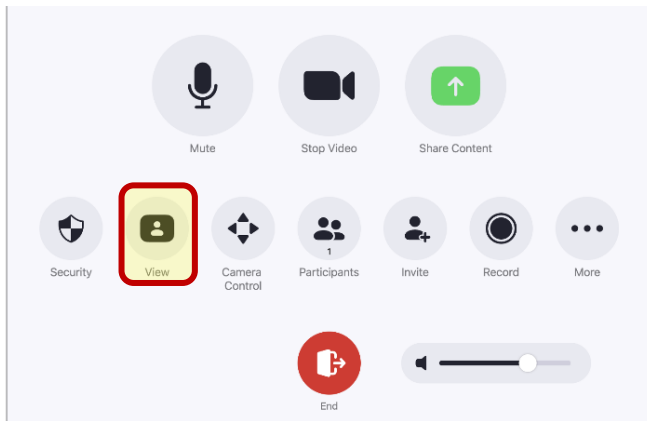 Mute Stop Video Share Content
Security View Camera Control 1 Participants Invite Record More
End